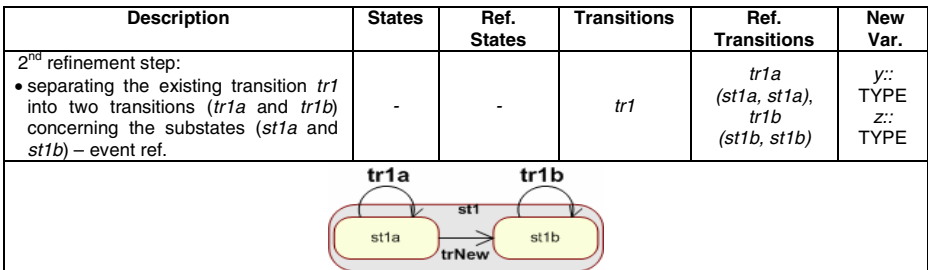 Description States Ref. Transitions Ref. New
States Transitions Var.
2nd refinement step:
• separating the existing transition tr1
into two transitions (tr1a and tr1b)
concerning the substates (st1a and
st1b) – event ref.
-
-
tr1
tr1a
(st1a, st1a),
tr1b
(st1b, st1b)
y::
TYPE
z::
TYPE
tr1a tr1b
st1
st1a st1b
trNew